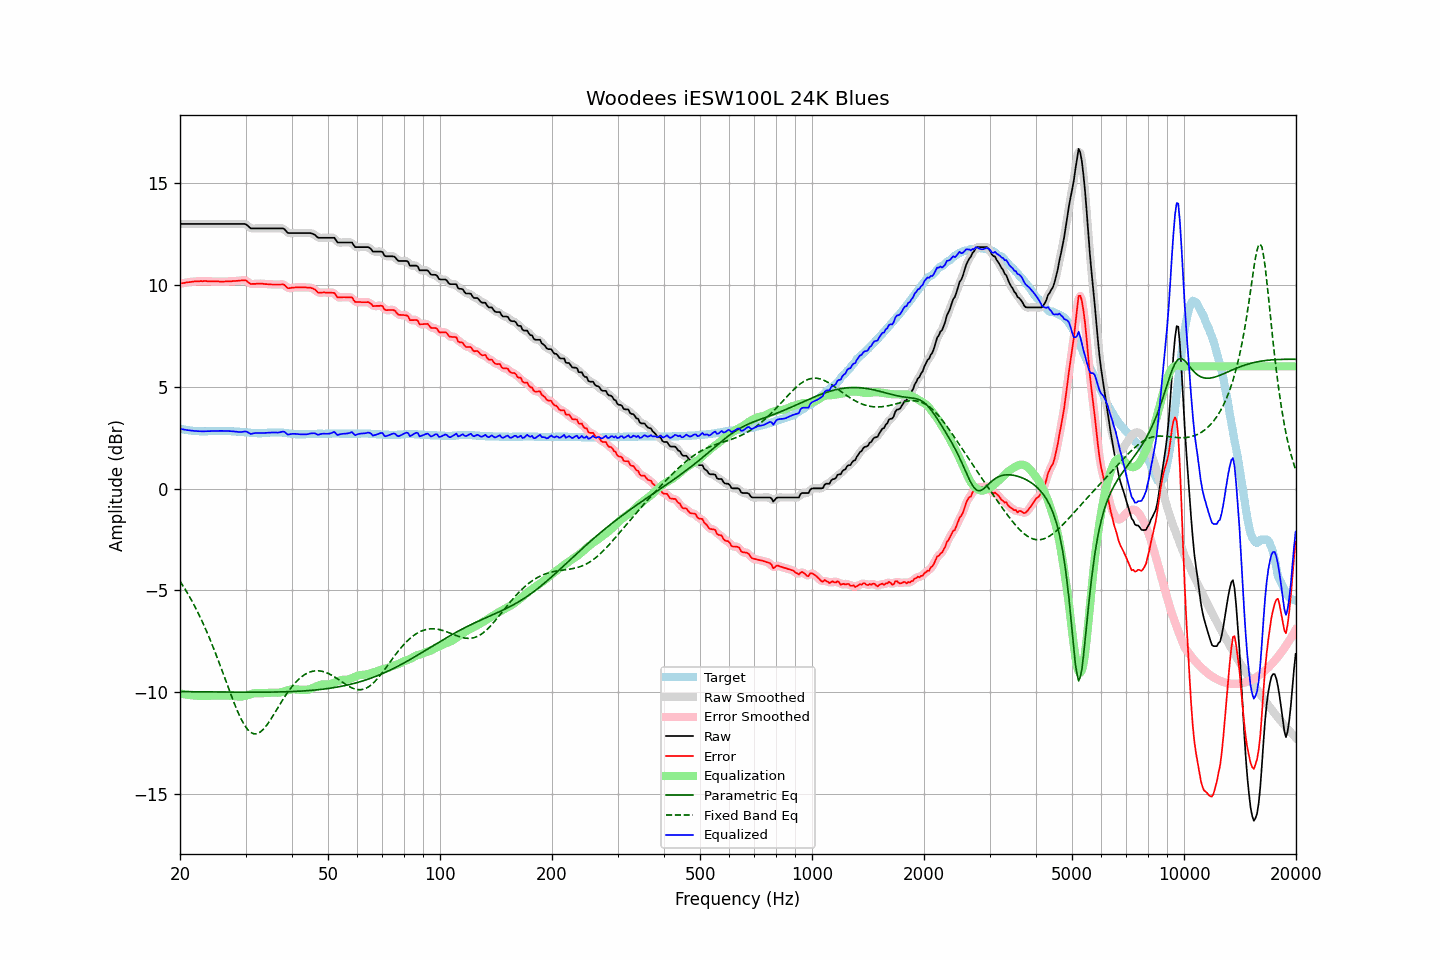 Woodees iESW100L 24K Blues
Amplitude (dBr)
15
10
5
0
−5
−10
−15
Target
Raw Smoothed
Error Smoothed
Raw
Error
Equalization
Parametric Eq
Fixed Band Eq
Equalized
20 50 100 200 500 1000 2000 5000 10000 20000
Frequency (Hz)